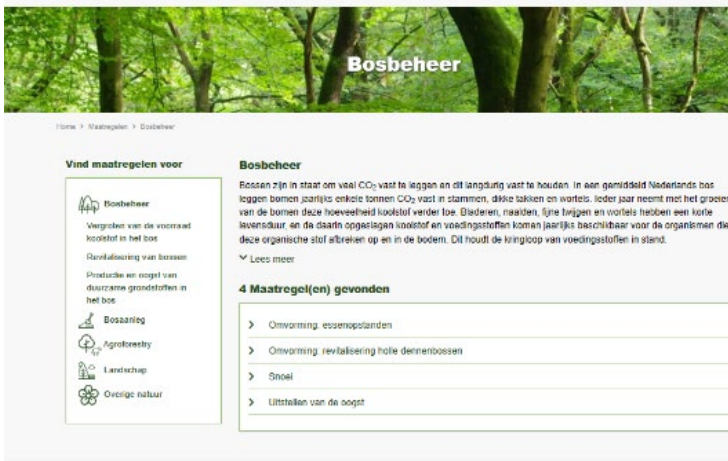 Bosbeheer
Home > Maatregelen > Bosbeheer
Vind maatregelen voor
Bosbeheer
Vergroten van de voorraad
koolstof in het bos
Revitalisering van bossen
Productie en oogst van
duurzame grondstoffen in
het bos
Bosaanleg
Agroforestry
Landschap
Overige natuur
Bosbeheer
Bossen zijn in staat om veel CO₂ vast te leggen en dit langdurig vast te houden. In een gemiddeld Nederlands bos
leggen bomen jaarlijks enkele tonnen CO₂ vast in stammen, dikke takken en wortels. Ieder jaar neemt met het groeien
van de bomen deze hoeveelheid koolstof verder toe. Bladeren, naalden, fijne twijgen en wortels hebben een korte
levensduur, en de daarin opgeslagen koolstof en voedingsstoffen komen jaarlijks beschikbaar voor de organismen die
deze organische stof afbreken op en in de bodem. Dit houdt de kringloop van voedingsstoffen in stand.
Lees meer
4 Maatregel(en) gevonden
> Omvorming: essenopstanden
> Omvorming: revitalisering holle dennenbossen
> Snoei
> Uitstellen van de oogst